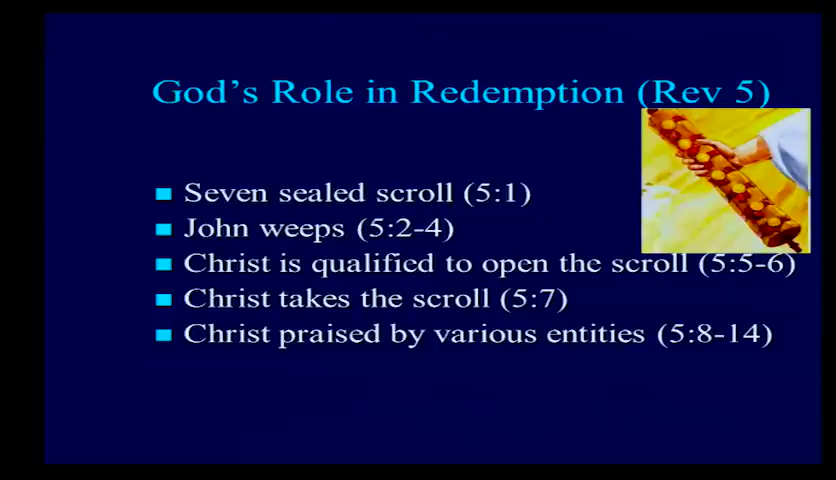 God's Role in Redemption (Rev 5)
Seven sealed scroll (5:1)
John weeps (5:2-4)
Christ is qualified to open the scroll (5:5-6)
Christ takes the scroll (5:7)
Christ praised by various entities (5:8-14)